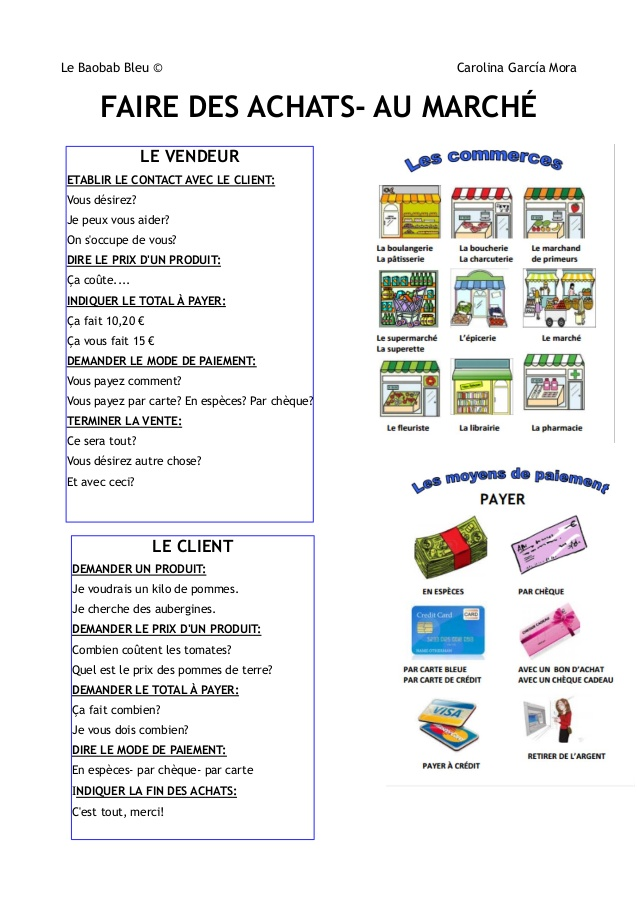 Le Baobab Bleu © Carolina García Mora
FAIRE DES ACHATS- AU MARCHÉ
LE VENDEUR
ETABLIR LE CONTACT AVEC LE CLIENT:
Vous désirez?
Je peux vous aider?
On s'occupe de vous?
DIRE LE PRIX D'UN PRODUIT:
Ça coûte....
INDIQUER LE TOTAL À PAYER:
Ça fait 10,20 €
Ça vous fait 15 €
DEMANDER LE MODE DE PAIEMENT:
Vous payez comment?
Vous payez par carte? En espèces? Par chèque?
TERMINER LA VENTE:
Ce sera tout?
Vous désirez autre chose?
Et avec ceci?
LE CLIENT
DEMANDER UN PRODUIT:
Je voudrais un kilo de pommes.
Je cherche des aubergines.
DEMANDER LE PRIX D'UN PRODUIT:
Combien coûtent les tomates?
Quel est le prix des pommes de terre?
DEMANDER LE TOTAL À PAYER:
Ça fait combien?
Je vous dois combien?
DIRE LE MODE DE PAIEMENT:
En espèces- par chèque- par carte
INDIQUER LA FIN DES ACHATS:
C'est tout, merci!
Les commerces
La boulangerie La boucherie Le marchand
La pâtisserie La charcuterie de primeurs
Le supermarché L'épicerie Le marché
La superette
Le fleuriste La librairie La pharmacie
Les moyens de paiement
PAYER
EN ESPÈCES PAR CHÈQUE
Credit Card CARD
CHÈQUE CADEAU
PAR CARTE BLEUE AVEC UN BON D'ACHAT
PAR CARTE DE CRÉDIT AVEC UN CHÈQUE CADEAU
VISA
MasterCard
PAYER À CRÉDIT RETIRER DE L'ARGENT